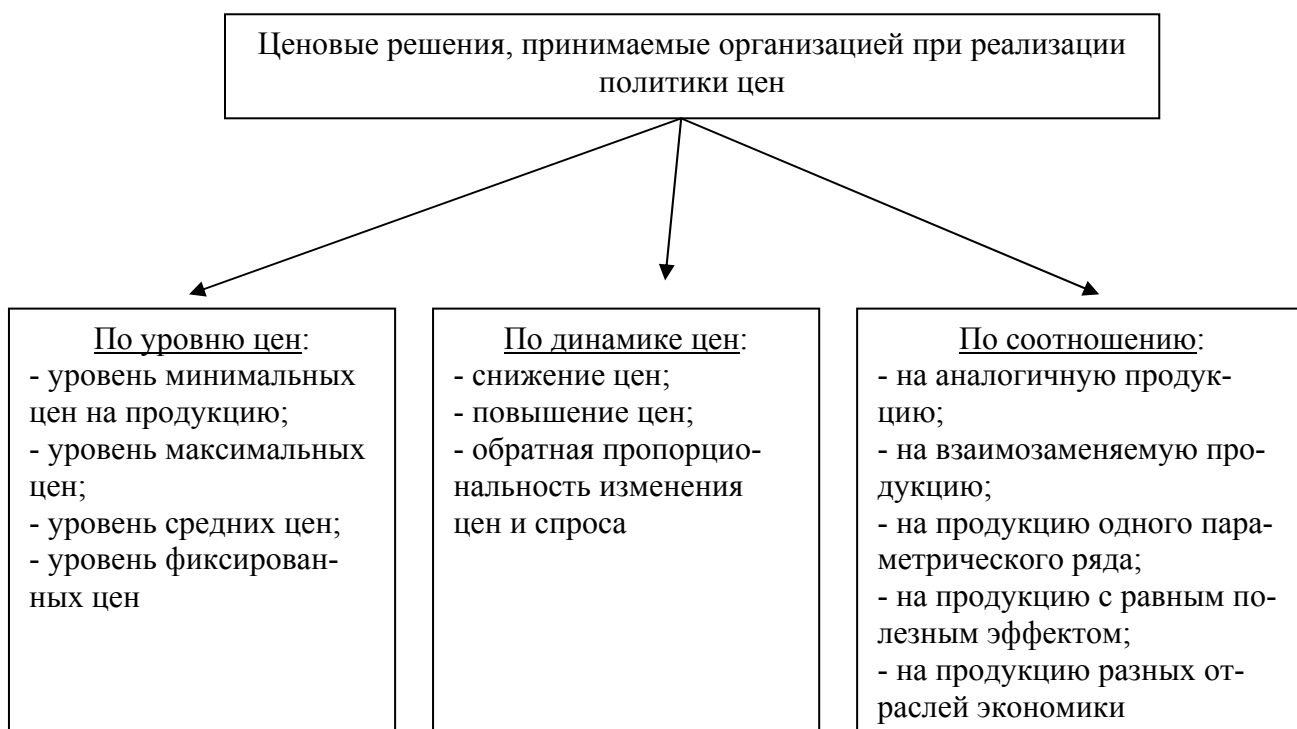 Ценовые решения, принимаемые организацией при реализации
политики цен
По уровню цен:
- уровень минимальных
цен на продукцию;
- уровень максимальных
цен;
- уровень средних цен;
- уровень фиксирован-
ных цен
По динамике цен:
- снижение цен;
- повышение цен;
- обратная пропорцио-
нальность изменения
цен и спроса
По соотношению:
- на аналогичную продук-
цию;
- на взаимозаменяемую про-
дукцию;
- на продукцию одного пара-
метрического ряда;
- на продукцию с равным по-
лезным эффектом;
- на продукцию разных от-
раслей экономики